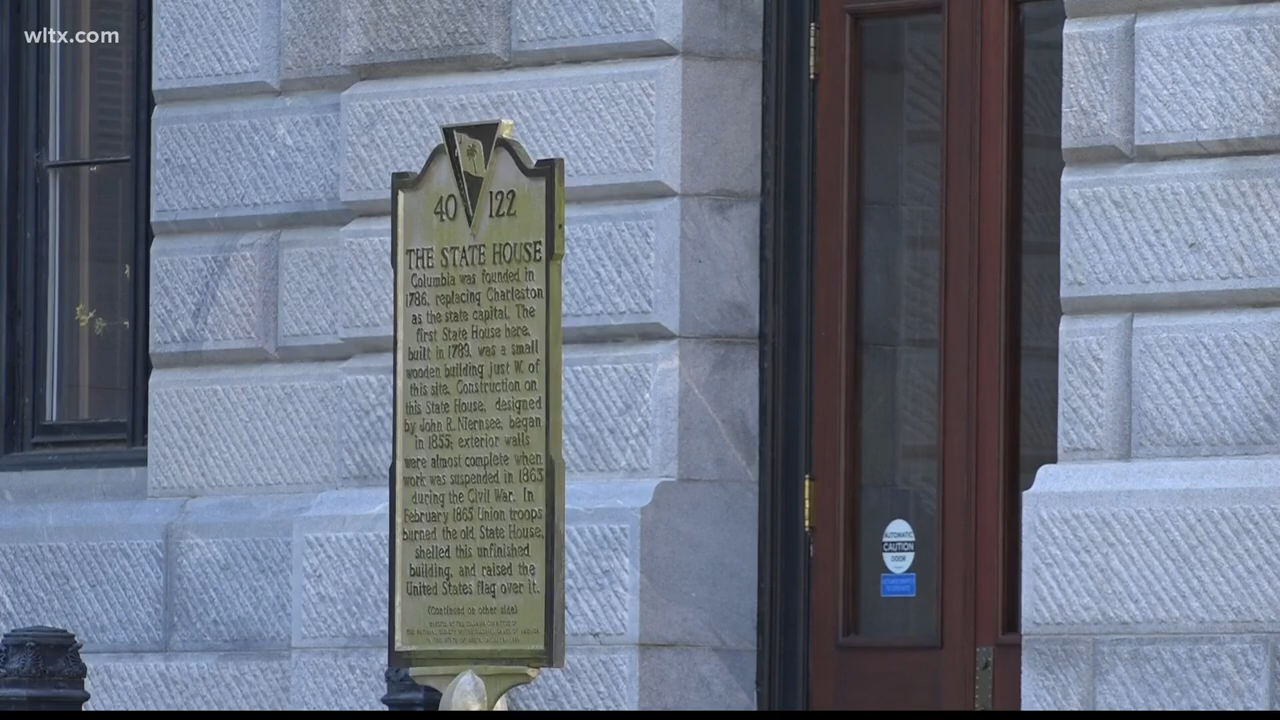 wltx.com
40 122
THE STATE HOUSE
Columbia was founded in
1786, replacing Charleston
as the state capital. The
first State House here,
built in 1789, was a small
wooden building just W. of
this site. Construction on
this State House, designed
by John R. Niernsee, began
in 1855; exterior walls
were almost complete when
work was suspended in 1863
during the Civil War. In
February 1865 Union troops
burned the old State House,
shelled this unfinished
building, and raised the
United States flag over it.
(Continued on other side)
AUTOMATIC
CAUTION
DOOR